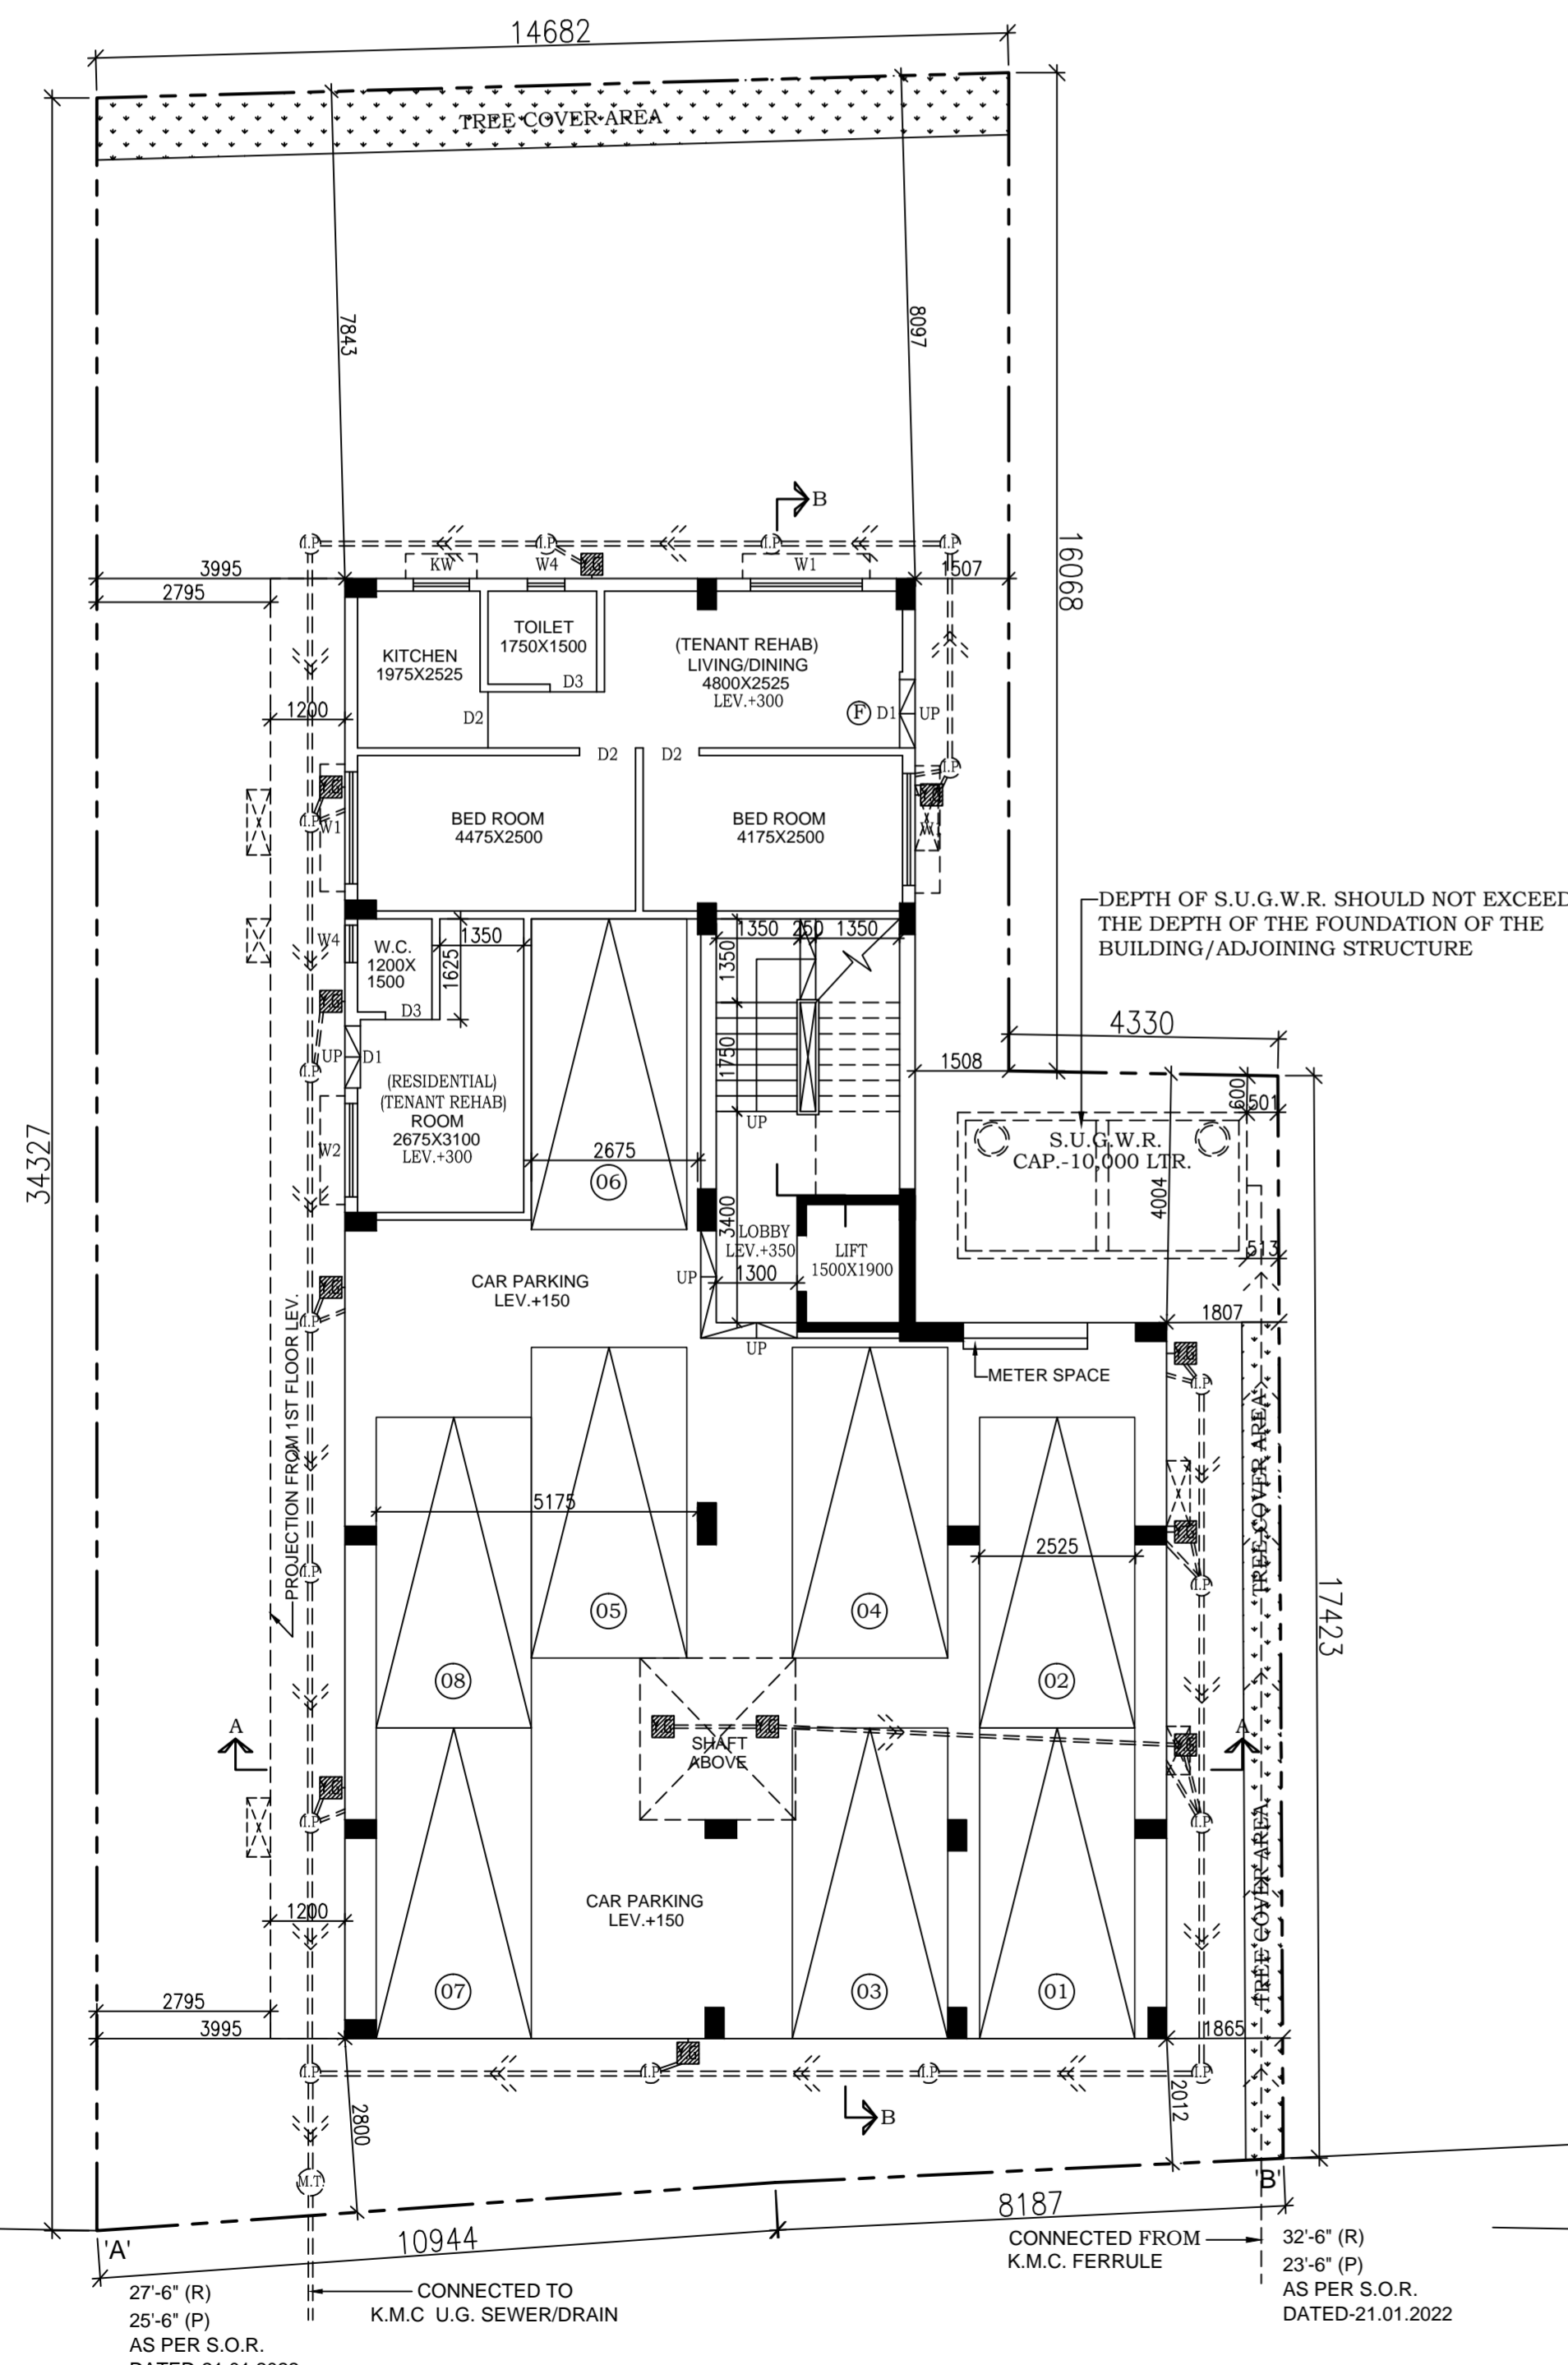 14682
TREE COVER AREA
34327
7843
8097
16068
B
I.P
I.P
I.P
I.P
KW
W4
Y.G
W1
3995
1507
2795
KITCHEN
1975X2525
TOILET
1750X1500
D3
(TENANT REHAB)
LIVING/DINING
4800X2525
LEV.+300
1200
D2
F
D1
UP
D2
D2
Y.G
I.P
W1
BED ROOM
4475X2500
BED ROOM
4175X2500
I.P
Y.G
W1
DEPTH OF S.U.G.W.R. SHOULD NOT EXCEED
THE DEPTH OF THE FOUNDATION OF THE
BUILDING/ADJOINING STRUCTURE
W4
W.C.
1200X
1500
1350
1625
D3
1350
250
1350
1350
1750
Y.G
UP
D1
I.P
1508
4330
600
501
(RESIDENTIAL)
(TENANT REHAB)
ROOM
2675X3100
LEV.+300
W2
2675
06
UP
S.U.G.W.R.
CAP.-10,000 LTR.
4004
513
3400
LOBBY
LEV.+350
LIFT
1500X1900
1300
UP
UP
CAR PARKING
LEV.+150
Y.G
I.P
1807
METER SPACE
Y.G
I.P
PROJECTION FROM 1ST FLOOR LEV.
TREE COVER AREA
5175
2525
Y.G
I.P
I.P
17423
05
04
08
02
A
Y.G
Y.G
SHAFT
ABOVE
Y.G
A
Y.G
I.P
I.P
TREE COVER AREA
CAR PARKING
LEV.+150
1200
07
03
01
2795
3995
1865
I.P
Y.G
I.P
I.P
I.P
2800
B
2012
M.T.
'B'
8187
10944
'A'
CONNECTED FROM
K.M.C. FERRULE
32'-6" (R)
23'-6" (P)
AS PER S.O.R.
DATED-21.01.2022
27'-6" (R)
25'-6" (P)
AS PER S.O.R.
CONNECTED TO
K.M.C U.G. SEWER/DRAIN